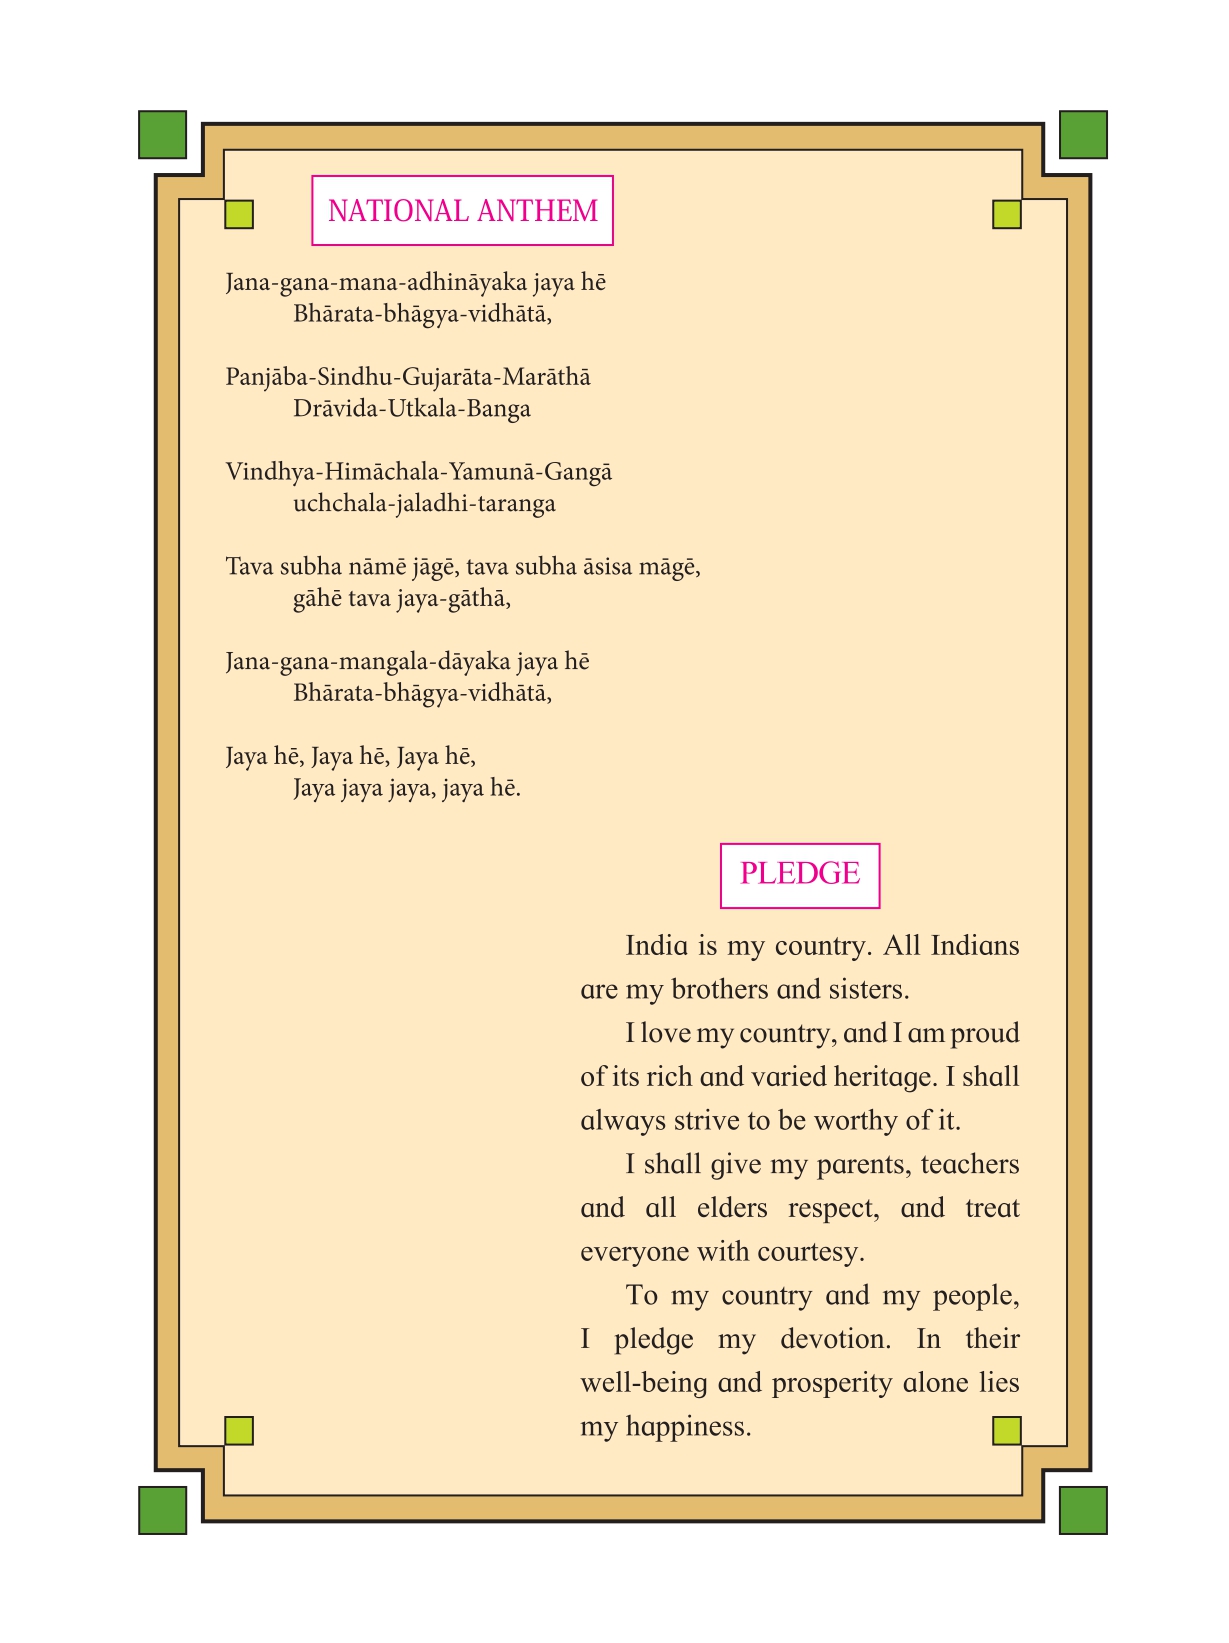 NATIONAL ANTHEM
Jana-gana-mana-adhināyaka jaya hē
Bhārata-bhāgya-vidhātā,
Panjāba-Sindhu-Gujarāta-Marāthā
Drāvida-Utkala-Banga
Vindhya-Himāchala-Yamunā-Gangā
uchchala-jaladhi-taranga
Tava subha nāmē jāgē, tava subha āsisa māgē,
gāhē tava jaya-gāthā,
Jana-gana-mangala-dāyaka jaya hē
Bhārata-bhāgya-vidhātā,
Jaya hē, Jaya hē, Jaya hē,
Jaya jaya jaya, jaya hē.
PLEDGE
India is my country. All Indians
are my brothers and sisters.
I love my country, and I am proud
of its rich and varied heritage. I shall
always strive to be worthy of it.
I shall give my parents, teachers
and all elders respect, and treat
everyone with courtesy.
To my country and my people,
I pledge my devotion. In their
well-being and prosperity alone lies
my happiness.